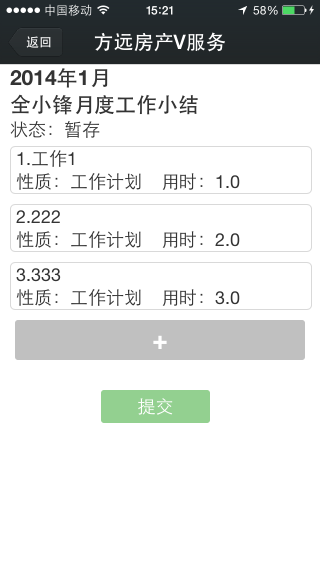 中国移动 15:21 58%
返回 方远房产V服务
2014年1月
全小锋月度工作小结
状态：暂存
1.工作1
性质：工作计划 用时：1.0
2.222
性质：工作计划 用时：2.0
3.333
性质：工作计划 用时：3.0
+
提交